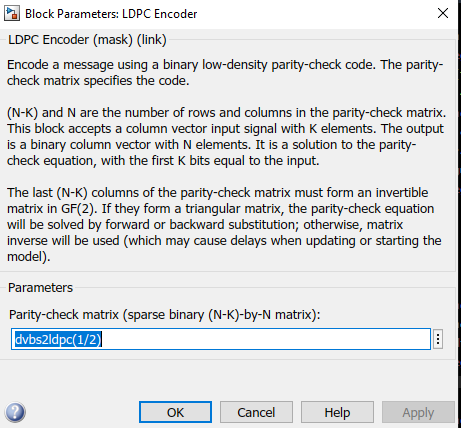 Block Parameters: LDPC Encoder
LDPC Encoder (mask) (link)
Encode a message using a binary low-density parity-check code. The parity-
check matrix specifies the code.
(N-K) and N are the number of rows and columns in the parity-check matrix.
This block accepts a column vector input signal with K elements. The output
is a binary column vector with N elements. It is a solution to the parity-
check equation, with the first K bits equal to the input.
The last (N-K) columns of the parity-check matrix must form an invertible
matrix in GF(2). If they form a triangular matrix, the parity-check equation
will be solved by forward or backward substitution; otherwise, matrix
inverse will be used (which may cause delays when updating or starting the
model).
Parameters
Parity-check matrix (sparse binary (N-K)-by-N matrix):
dvbs2ldpc(1/2)
OK Cancel Help Apply